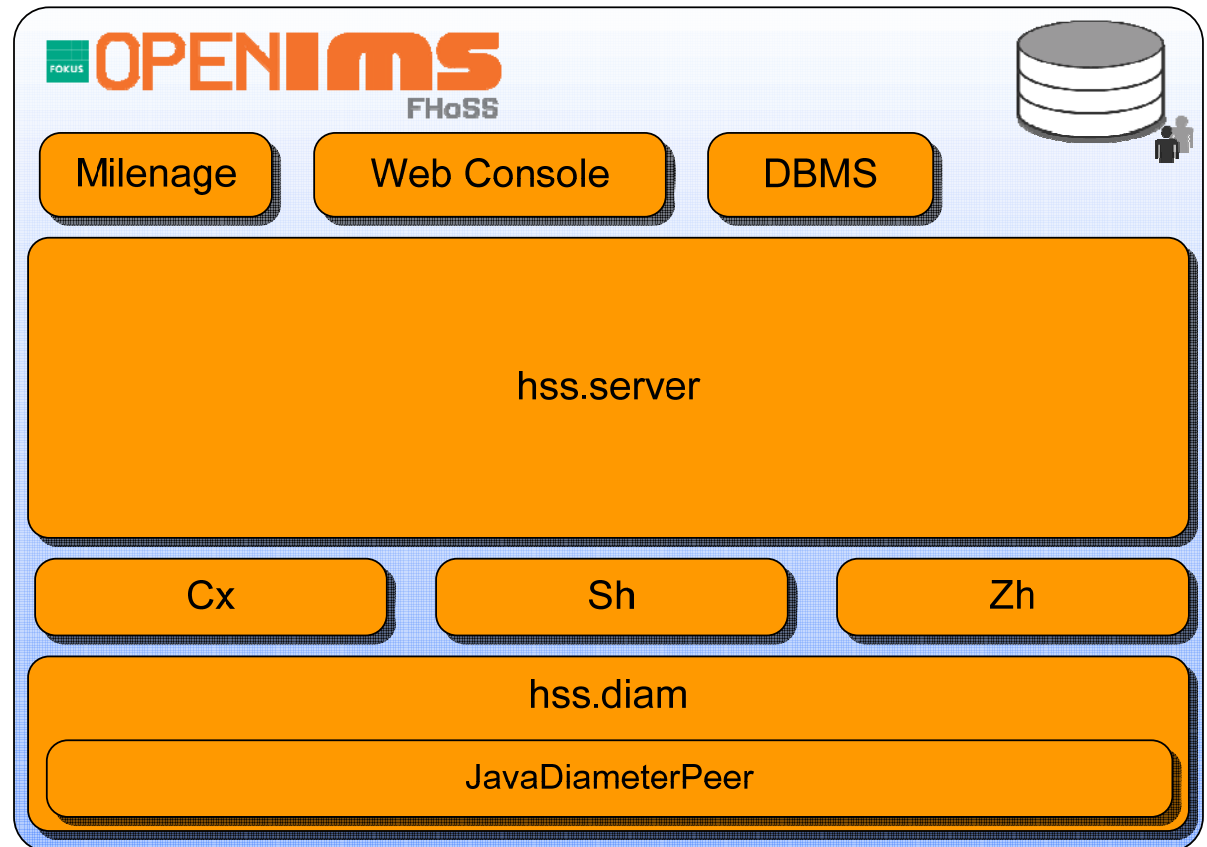 FOKUS OPENIMS
FHoSS
Milenage Web Console DBMS
hss.server
Cx Sh Zh
hss.diam
JavaDiameterPeer